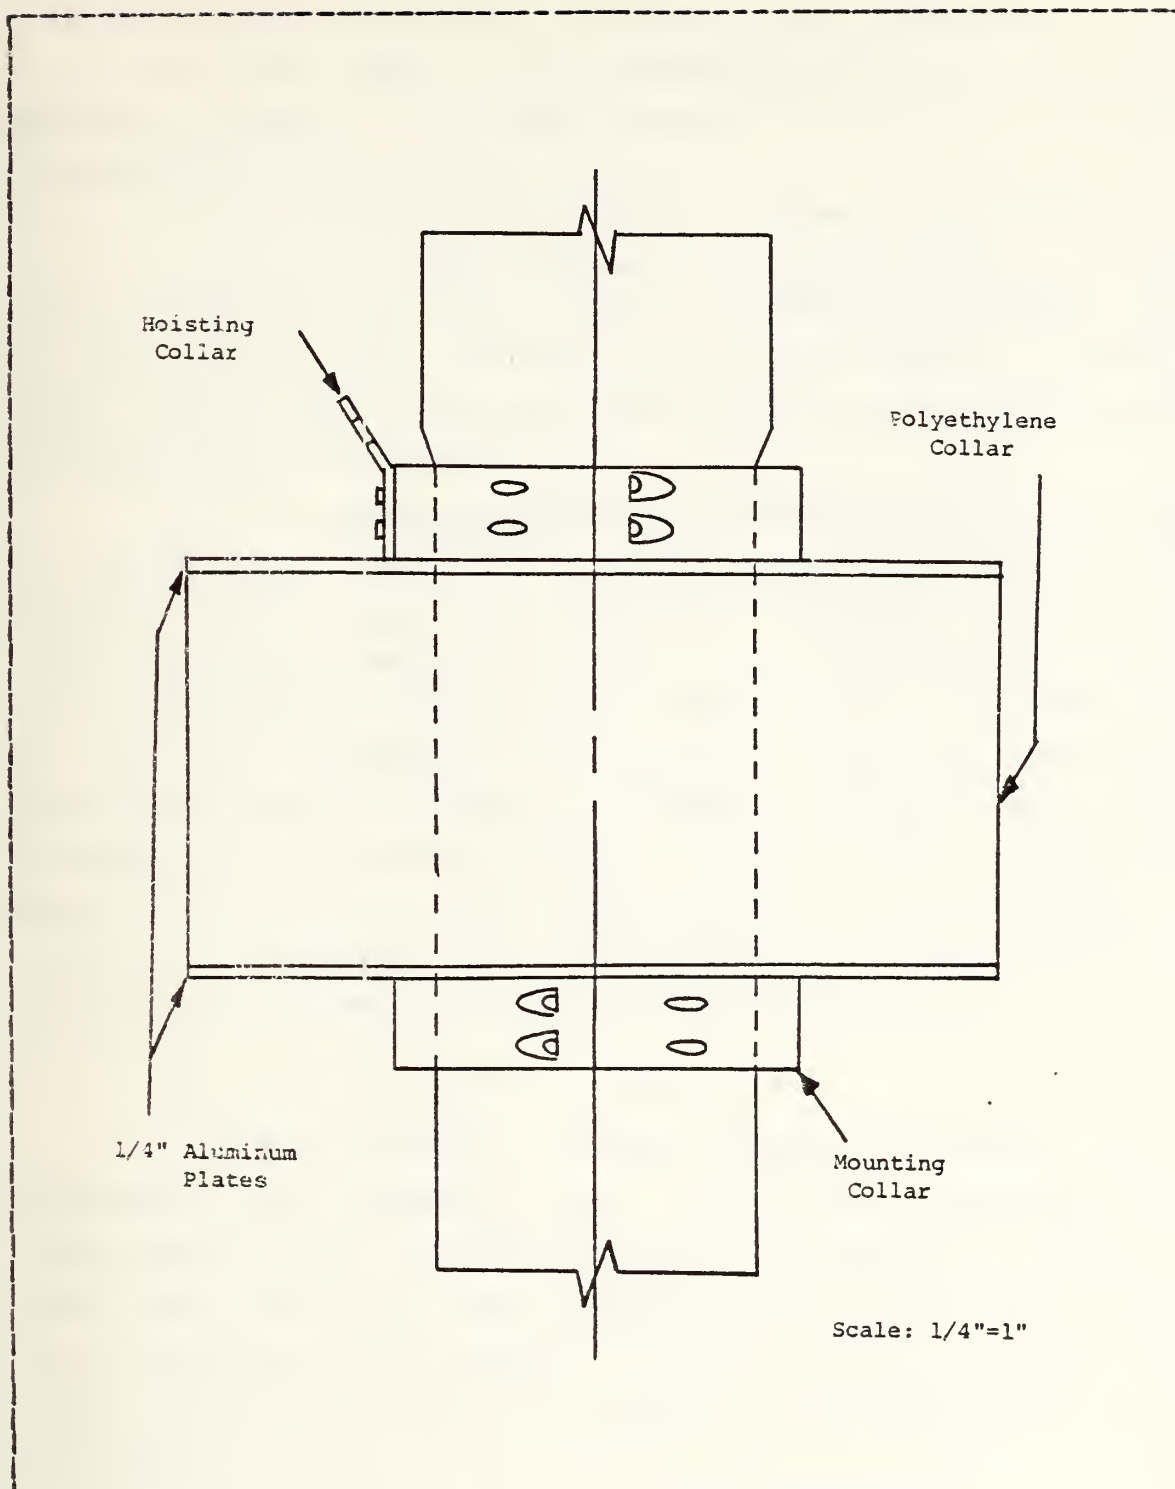 Hoisting
Collar
Polyethylene
Collar
1/4" Aluminum
Plates
Mounting
Collar
Scale: 1/4"=1"